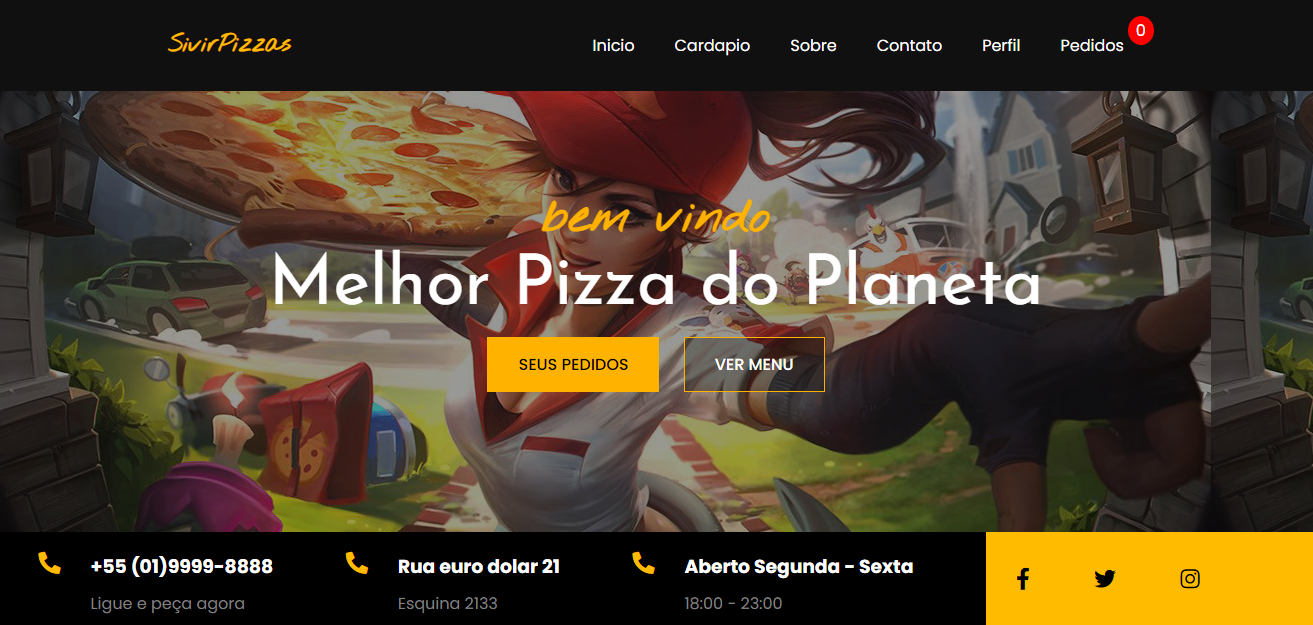 SivirPizzas
Inicio Cardapio Sobre Contato Perfil Pedidos 0
bem vindo
Melhor Pizza do Planeta
SEUS PEDIDOS VER MENU
+55 (01)9999-8888 Rua euro dolar 21 Aberto Segunda - Sexta
Ligue e peça agora Esquina 2133 18:00 - 23:00